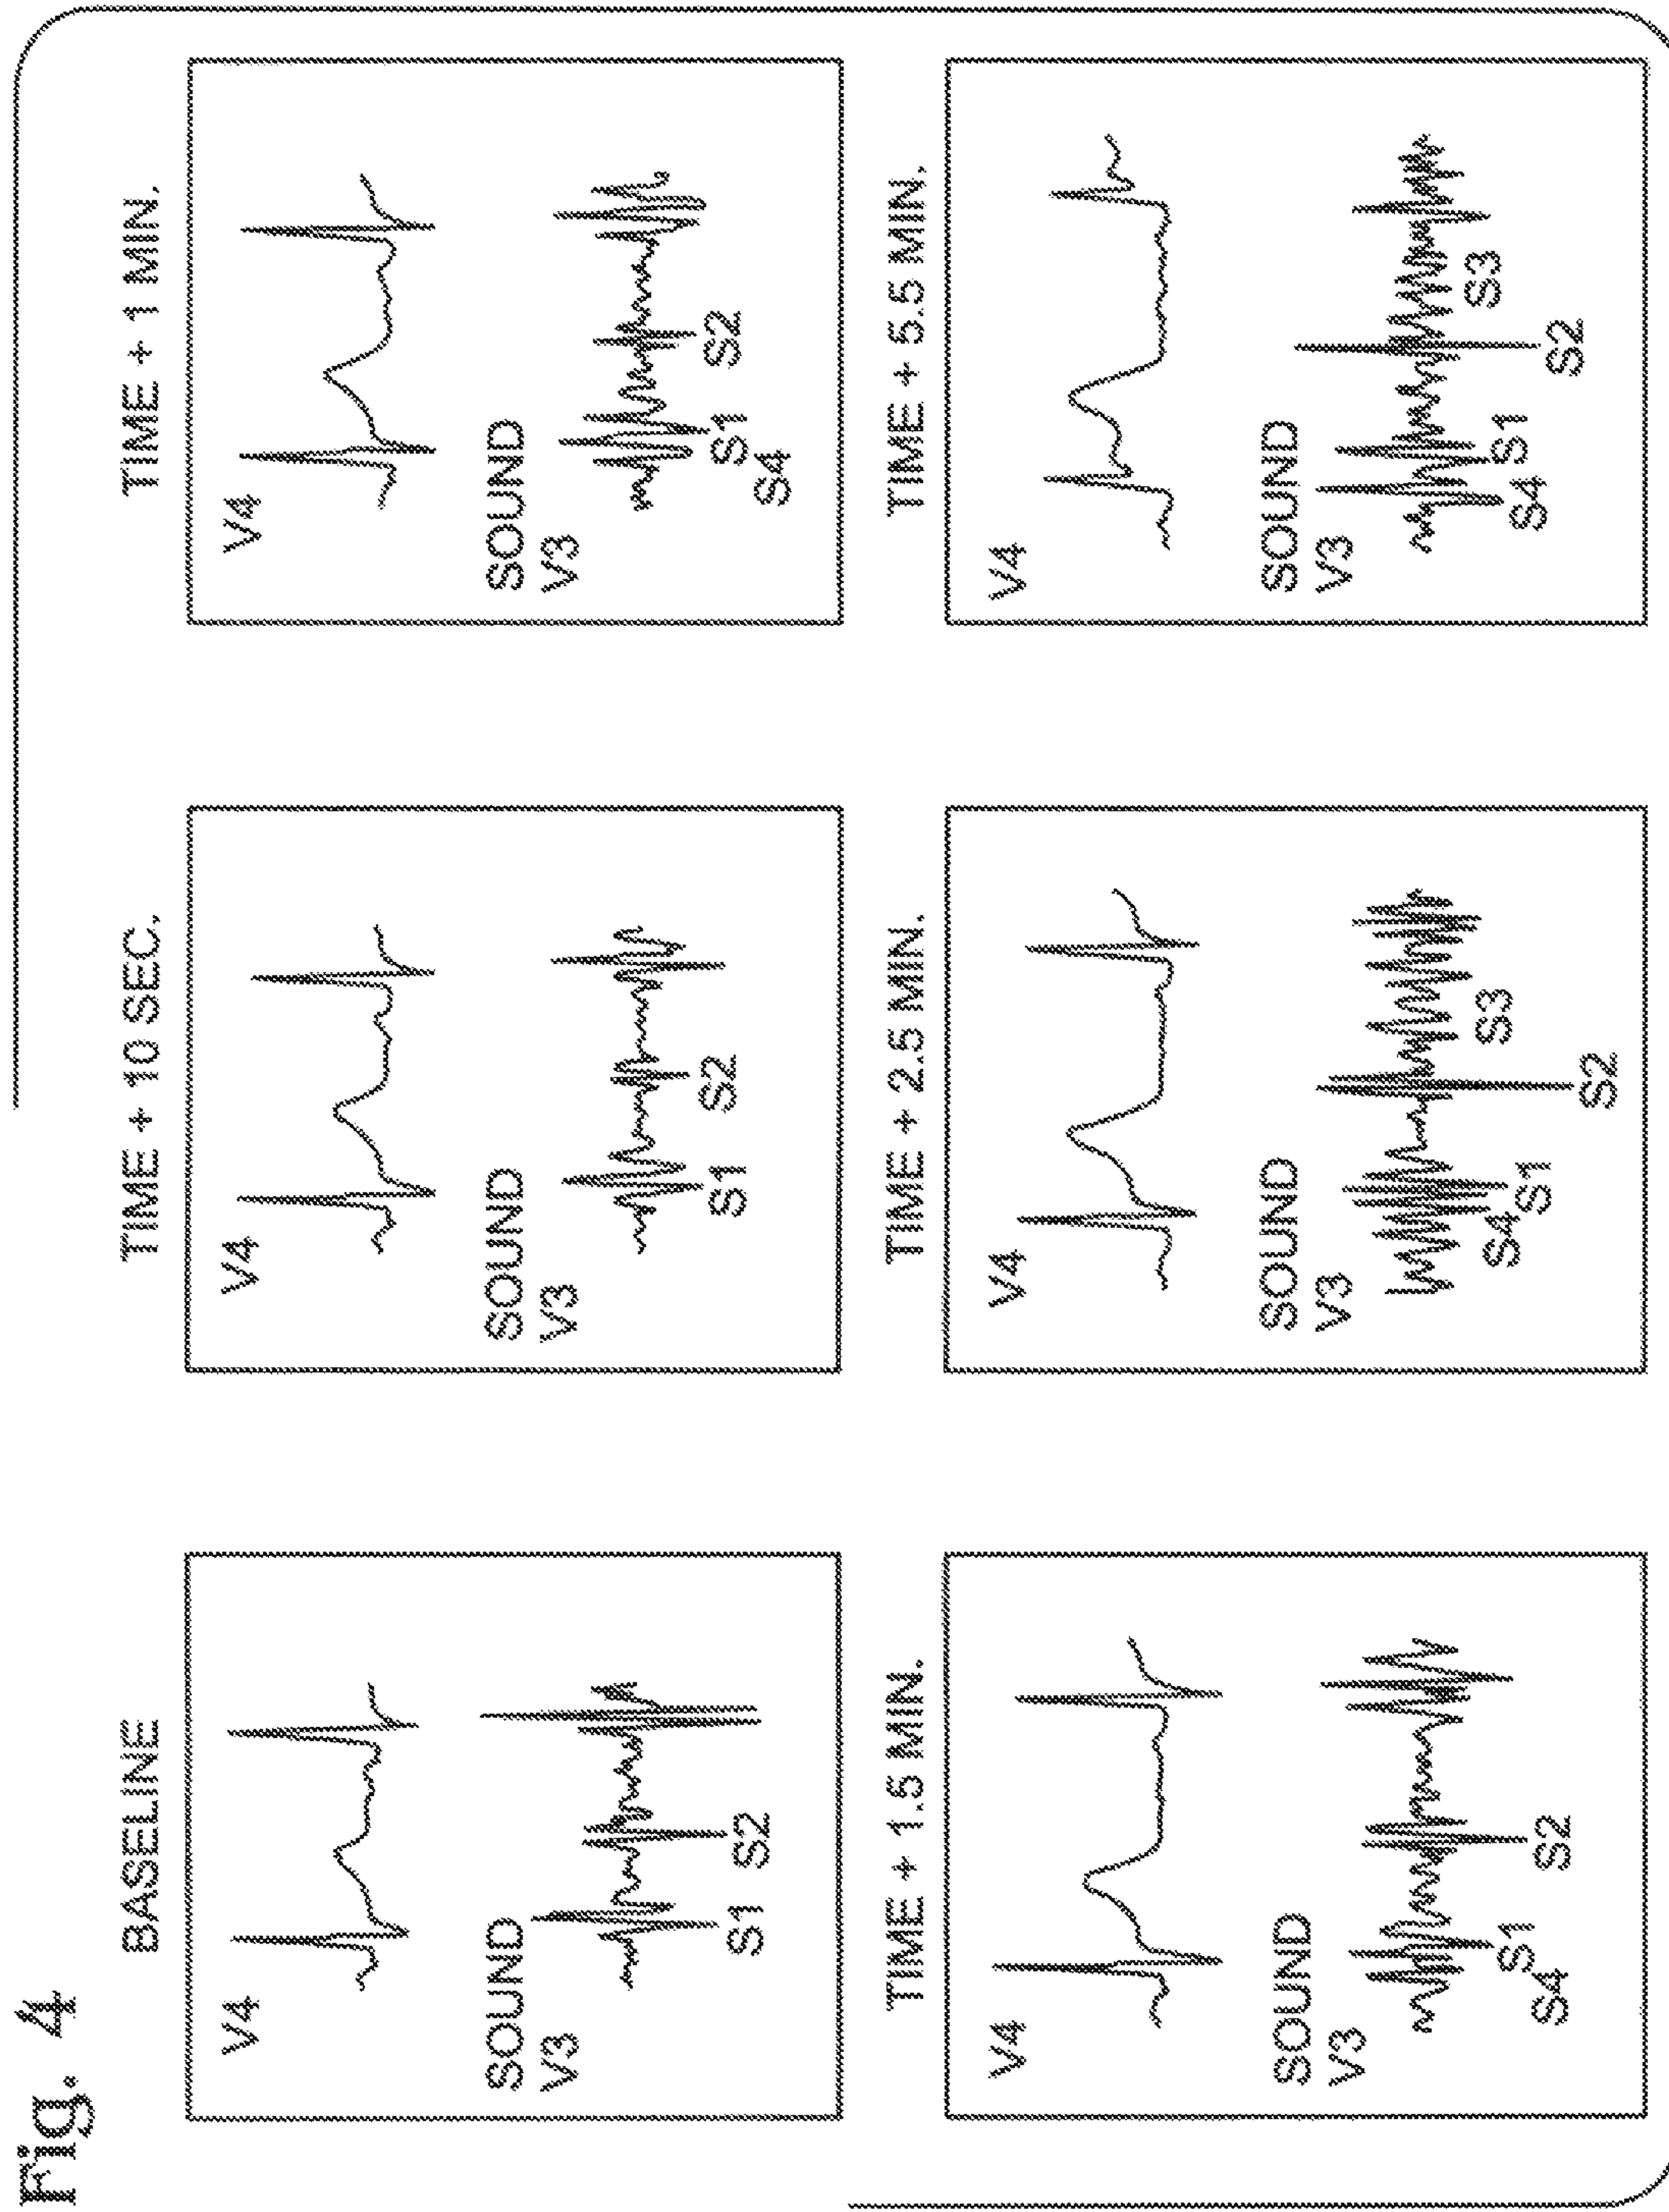 Fig. 4
BASELINE
V4
SOUND
V3
S1
S2
TIME + 10 SEC.
V4
SOUND
V3
S1
S2
TIME + 1 MIN.
V4
SOUND
V3
S4
S1
S2
TIME + 1.5 MIN.
V4
SOUND
V3
S4
S1
S2
TIME + 2.5 MIN.
V4
SOUND
V3
S4
S1
S2
S3
TIME + 5.5 MIN.
V4
SOUND
V3
S4
S1
S2
S3